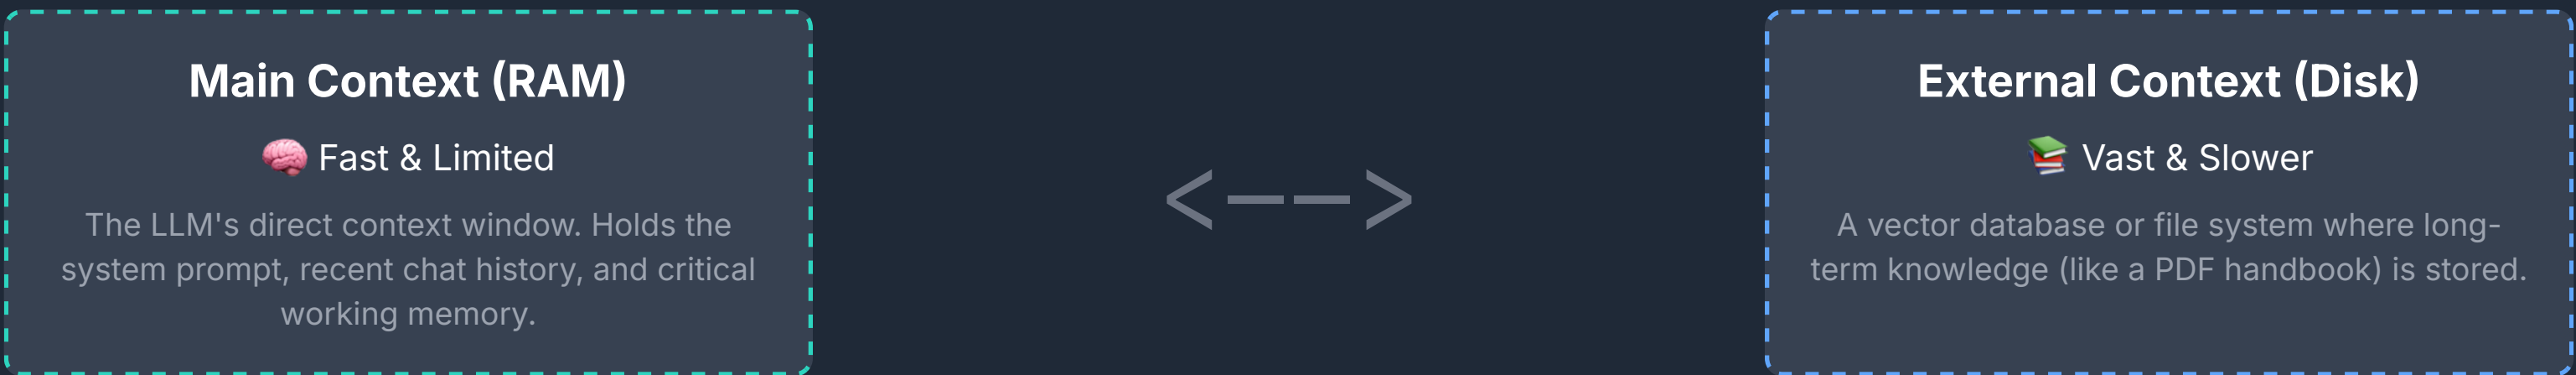 Main Context (RAM)
🧠 Fast & Limited
The LLM's direct context window. Holds the
system prompt, recent chat history, and critical
working memory.
<——>
External Context (Disk)
📚 Vast & Slower
A vector database or file system where long-
term knowledge (like a PDF handbook) is stored.